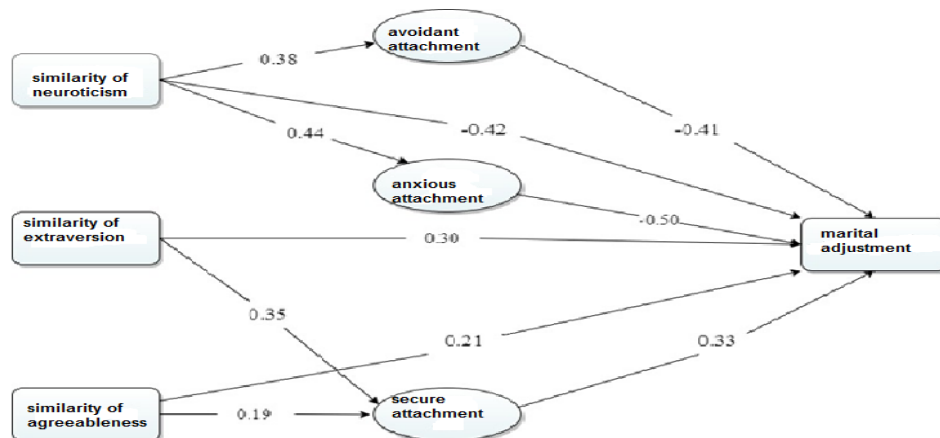 avoidant
attachment
0.38
similarity of
neuroticism
-0.42
-0.41
0.44
anxious
attachment
-0.50
similarity of
extraversion
0.30
marital
adjustment
0.35
0.21
0.33
similarity of
agreeableness
0.19
secure
attachment